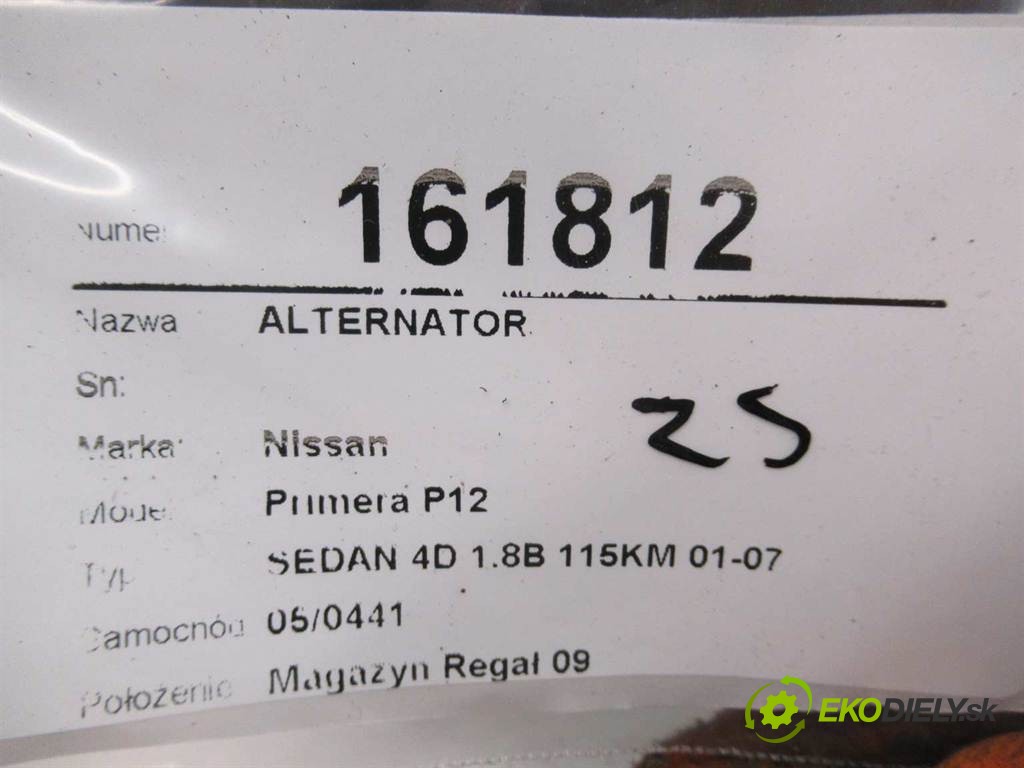 Numer 161812
Nazwa ALTERNATOR
Sn:
Marka: Nissan
Model Primera P12
Typ SEDAN 4D 1.8B 115KM 01-07
Samochód 05/0441
Położenie Magazyn Regał 09
ZS
EKODIELY.sk